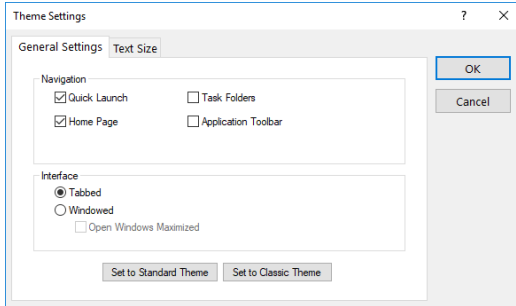 Theme Settings ? X
General Settings Text Size
OK
Cancel
Navigation
Quick Launch Task Folders
Home Page Application Toolbar
Interface
Tabbed
Windowed
Open Windows Maximized
Set to Standard Theme Set to Classic Theme